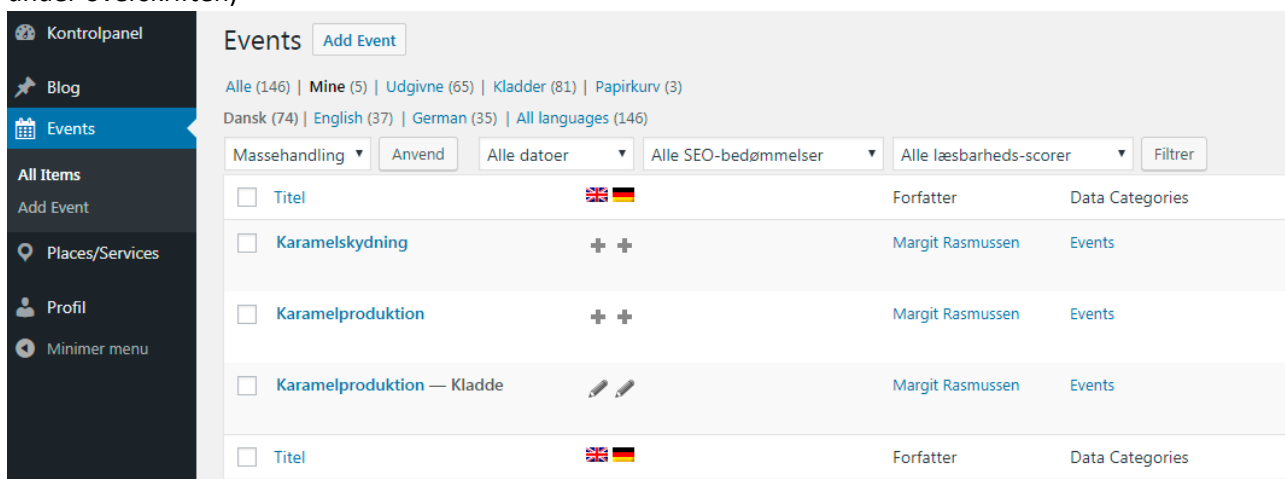 under overskriften)
Kontrolpanel
Blog
Events
All Items
Add Event
Places/Services
Profil
Minimer menu
Events Add Event
Alle (146) | Mine (5) | Udgivne (65) | Kladder (81) | Papirkurv (3)
Dansk (74) | English (37) | German (35) | All languages (146)
Massehandling Anvend Alle datoer Alle SEO-bedømmelser Alle læsbarheds-scorer Filtrer
Titel Forfatter Data Categories
Karamelskydning Margit Rasmussen Events
Karamelproduktion Margit Rasmussen Events
Karamelproduktion — Kladde Margit Rasmussen Events
Titel Forfatter Data Categories